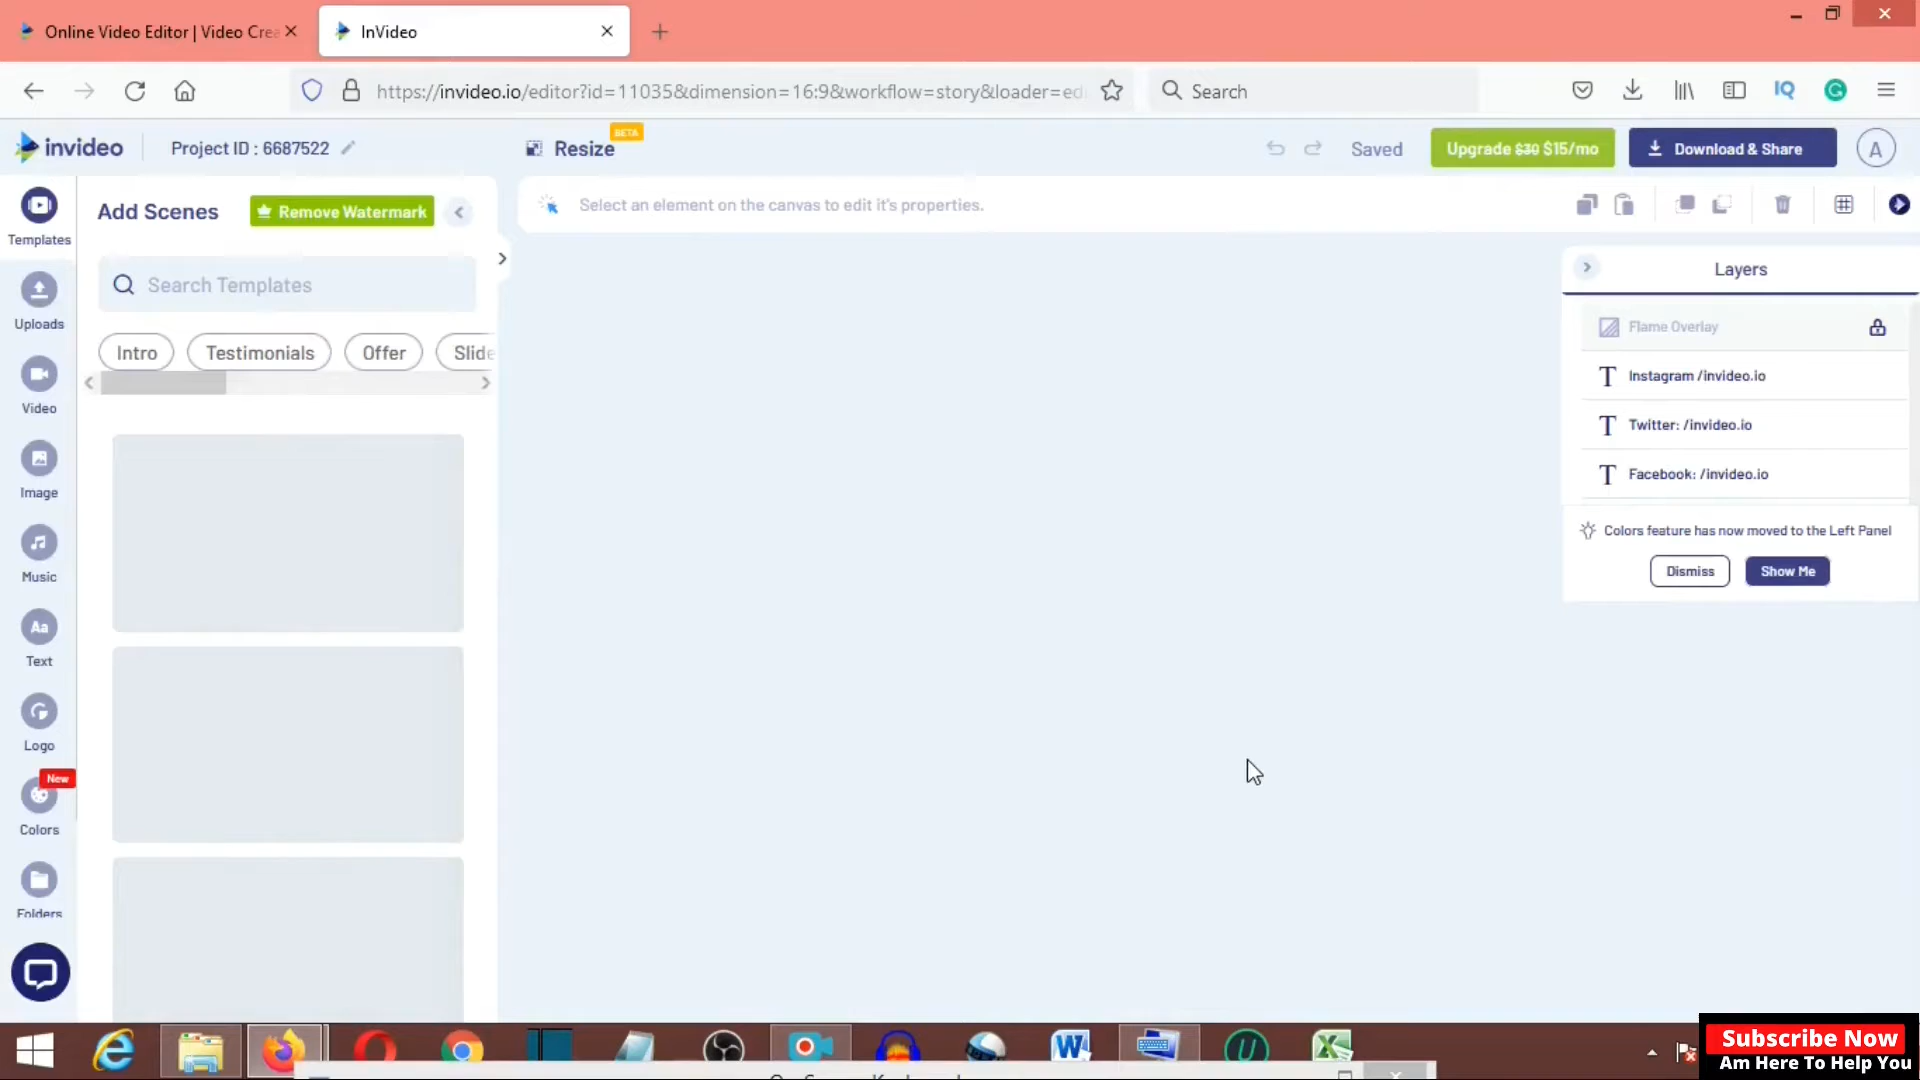 Online Video Editor | Video Crea
InVideo
https://invideo.io/editor?id=11035&dimension=16:9&workflow=story&loader=edi
Search
IQ
invideo
Project ID : 6687522
Resize
BETA
Saved
Upgrade $30 $15/mo
Download & Share
A
Templates
Add Scenes
Remove Watermark
Select an element on the canvas to edit it's properties.
Search Templates
Layers
Uploads
Intro
Testimonials
Offer
Slide
Flame Overlay
Instagram /invideo.io
Twitter: /invideo.io
Facebook: /invideo.io
Video
Image
Colors feature has now moved to the Left Panel
Dismiss
Show Me
Music
Aa
Text
Logo
New
Colors
Folders
Subscribe Now
Am Here To Help You